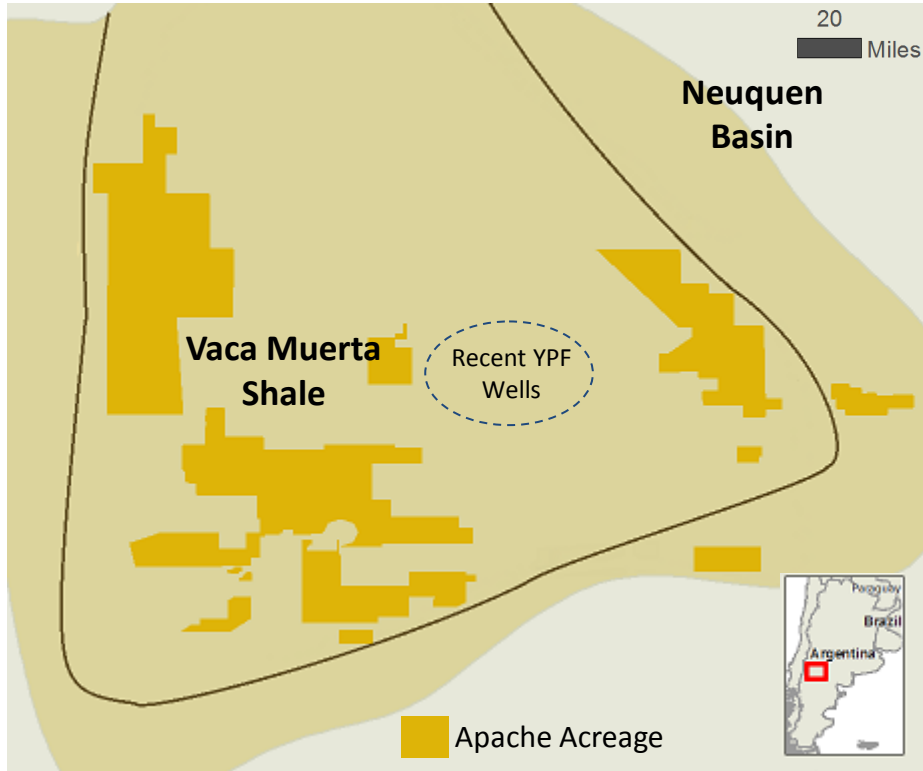 20
Miles
Neuquen
Basin
Vaca Muerta
Shale
Recent YPF
Wells
Paraguay
Brazil
Argentina
Apache Acreage